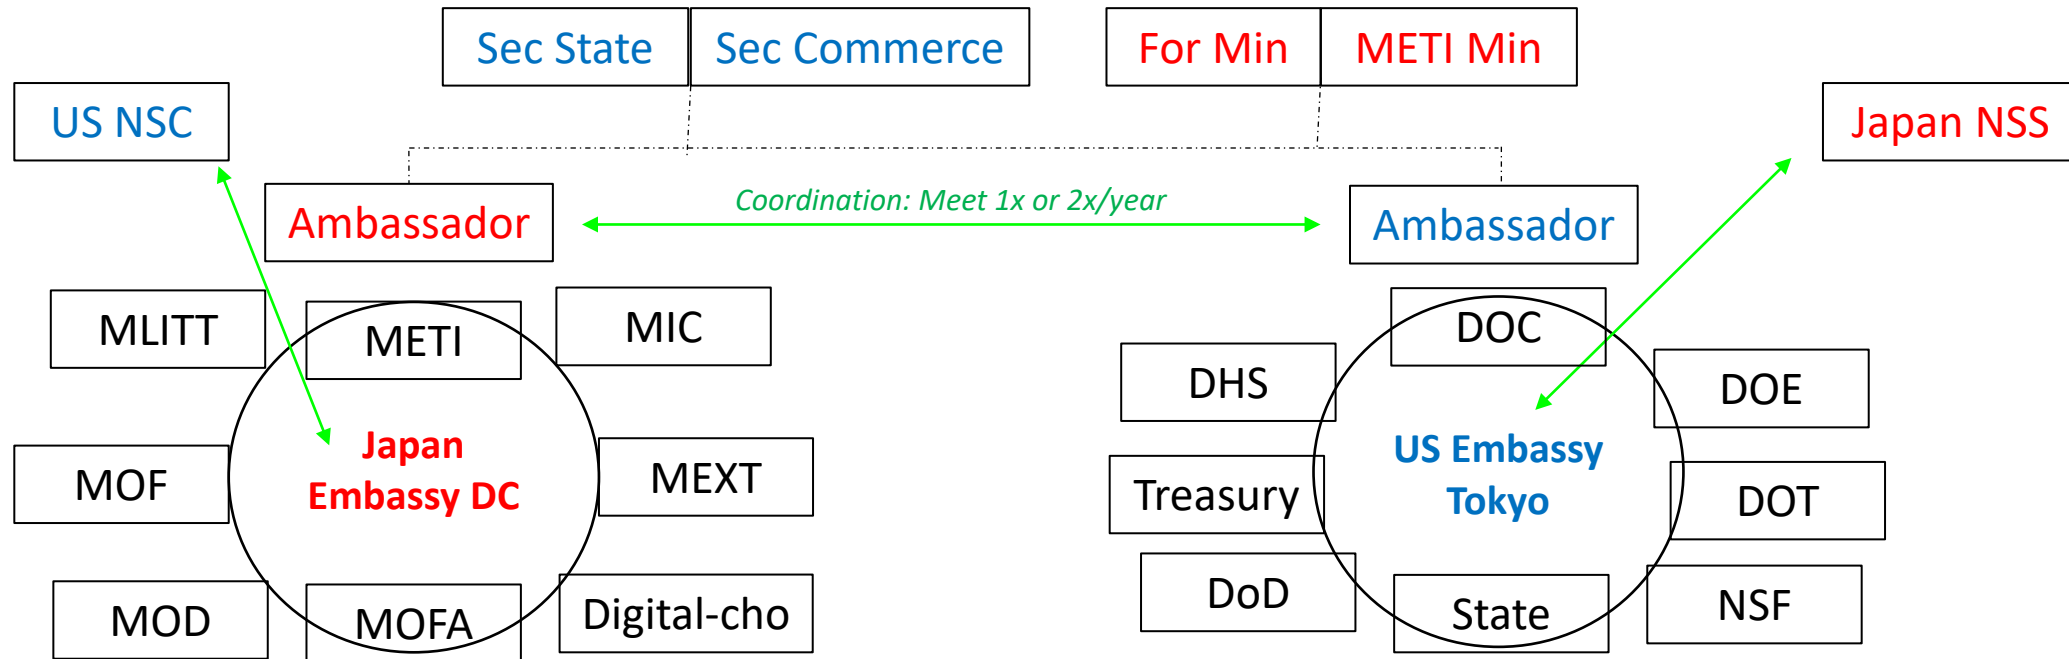 Sec State
Sec Commerce
For Min
METI Min
US NSC
Japan NSS
Ambassador
Coordination: Meet 1x or 2x/year
Ambassador
MLITT
METI
MIC
MOF
Japan
Embassy DC
MEXT
MOD
MOFA
Digital-cho
DOC
DHS
DOE
Treasury
US Embassy
Tokyo
DOT
DoD
State
NSF